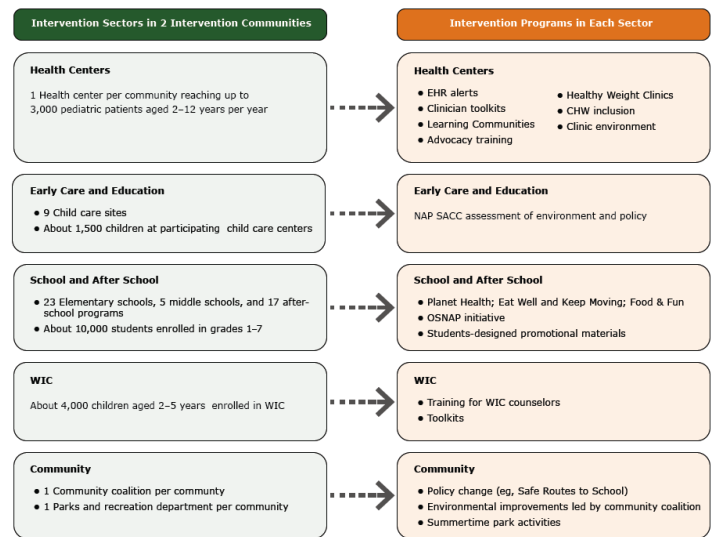 Intervention Sectors in 2 Intervention Communities
Intervention Programs in Each Sector
Health Centers
1 Health center per community reaching up to
3,000 pediatric patients aged 2–12 years per year
Health Centers
● EHR alerts
● Clinician toolkits
● Learning Communities
● Advocacy training
● Healthy Weight Clinics
● CHW inclusion
● Clinic environment
Early Care and Education
● 9 Child care sites
● About 1,500 children at participating child care centers
Early Care and Education
NAP SACC assessment of environment and policy
School and After School
● 23 Elementary schools, 5 middle schools, and 17 after-
school programs
● About 10,000 students enrolled in grades 1–7
School and After School
● Planet Health; Eat Well and Keep Moving; Food & Fun
● OSNAP initiative
● Students-designed promotional materials
WIC
About 4,000 children aged 2–5 years enrolled in WIC
WIC
● Training for WIC counselors
● Toolkits
Community
● 1 Community coalition per communty
● 1 Parks and recreation department per community
Community
● Policy change (eg, Safe Routes to School)
● Environmental improvements led by community coalition
● Summertime park activities